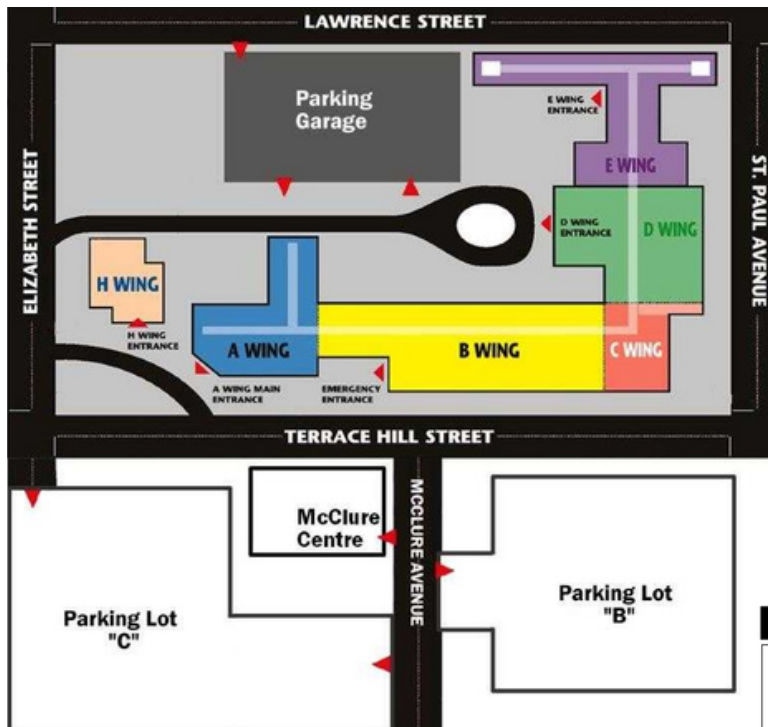 LAWRENCE STREET
ELIZABETH STREET
ST. PAUL AVENUE
Parking
Garage
E WING
ENTRANCE
E WING
D WING
ENTRANCE
D WING
H WING
H WING
ENTRANCE
A WING
B WING
C WING
A WING MAIN
ENTRANCE
EMERGENCY
ENTRANCE
TERRACE HILL STREET
MCCLURE AVENUE
McClure
Centre
Parking Lot
"C"
Parking Lot
"B"